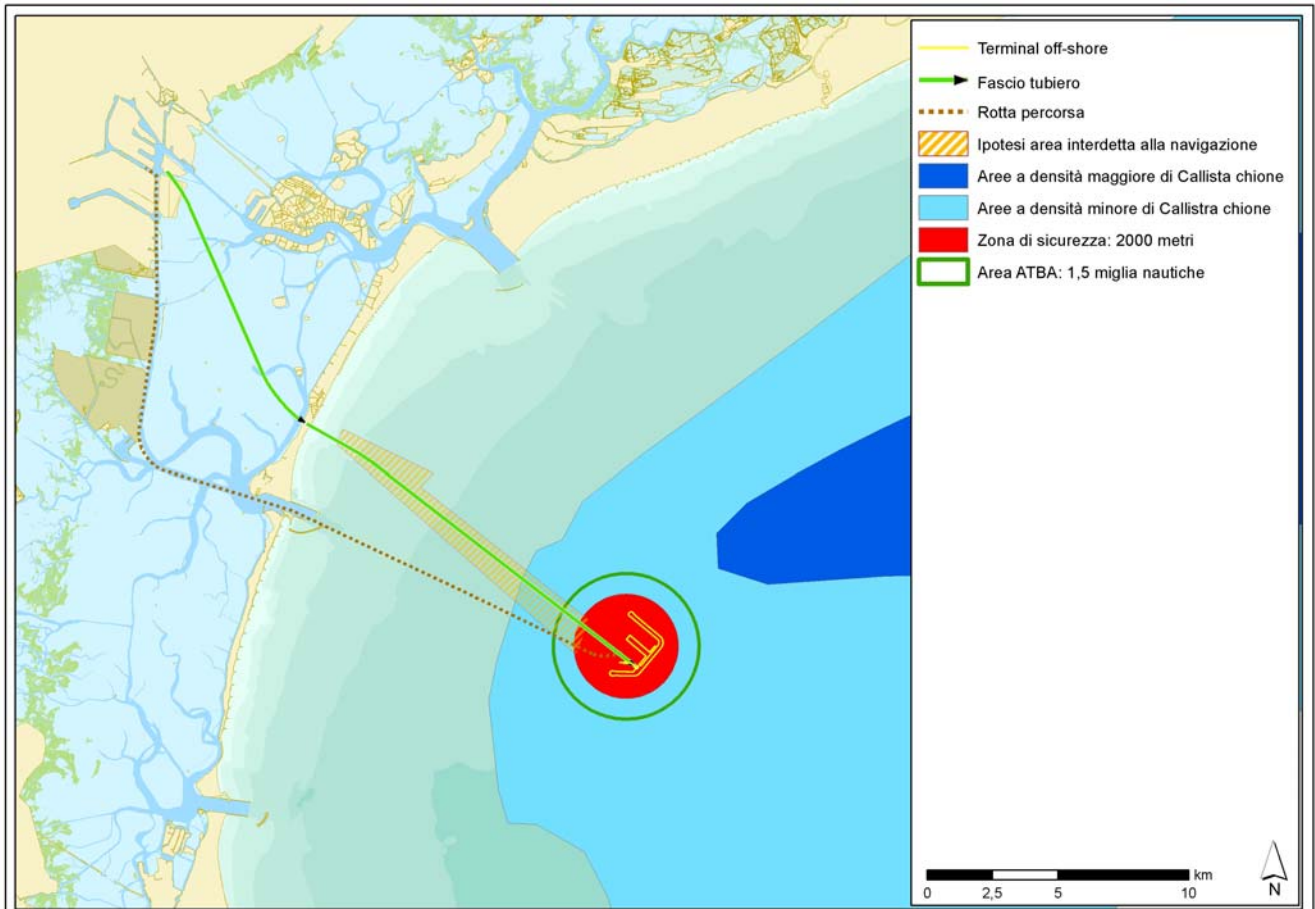 Terminal off-shore
Fascio tubiero
Rotta percorsa
Ipotesi area interdetta alla navigazione
Aree a densità maggiore di Callista chione
Aree a densità minore di Callistra chione
Zona di sicurezza: 2000 metri
Area ATBA: 1,5 miglia nautiche
km
0 2,5 5 10
N